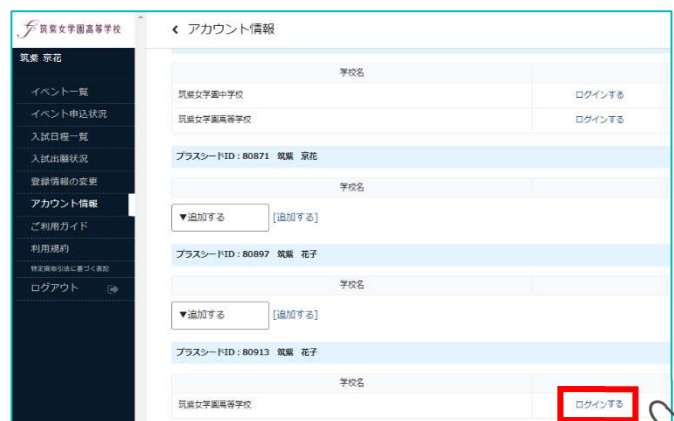 筑紫女学園高等学校
アカウント情報
筑紫 京花
イベント一覧
イベント申込状況
入試日程一覧
入試出願状況
登録情報の変更
アカウント情報
ご利用ガイド
利用規約
特定商取引法に基づく表記
ログアウト
学校名
筑紫女学園中学校 ログインする
筑紫女学園高等学校 ログインする
プラスシードID：80871 筑紫 京花
学校名
▼追加する [追加する]
プラスシードID：80897 筑紫 花子
学校名
▼追加する [追加する]
プラスシードID：80913 筑紫 花子
学校名
筑紫女学園高等学校 ログインする